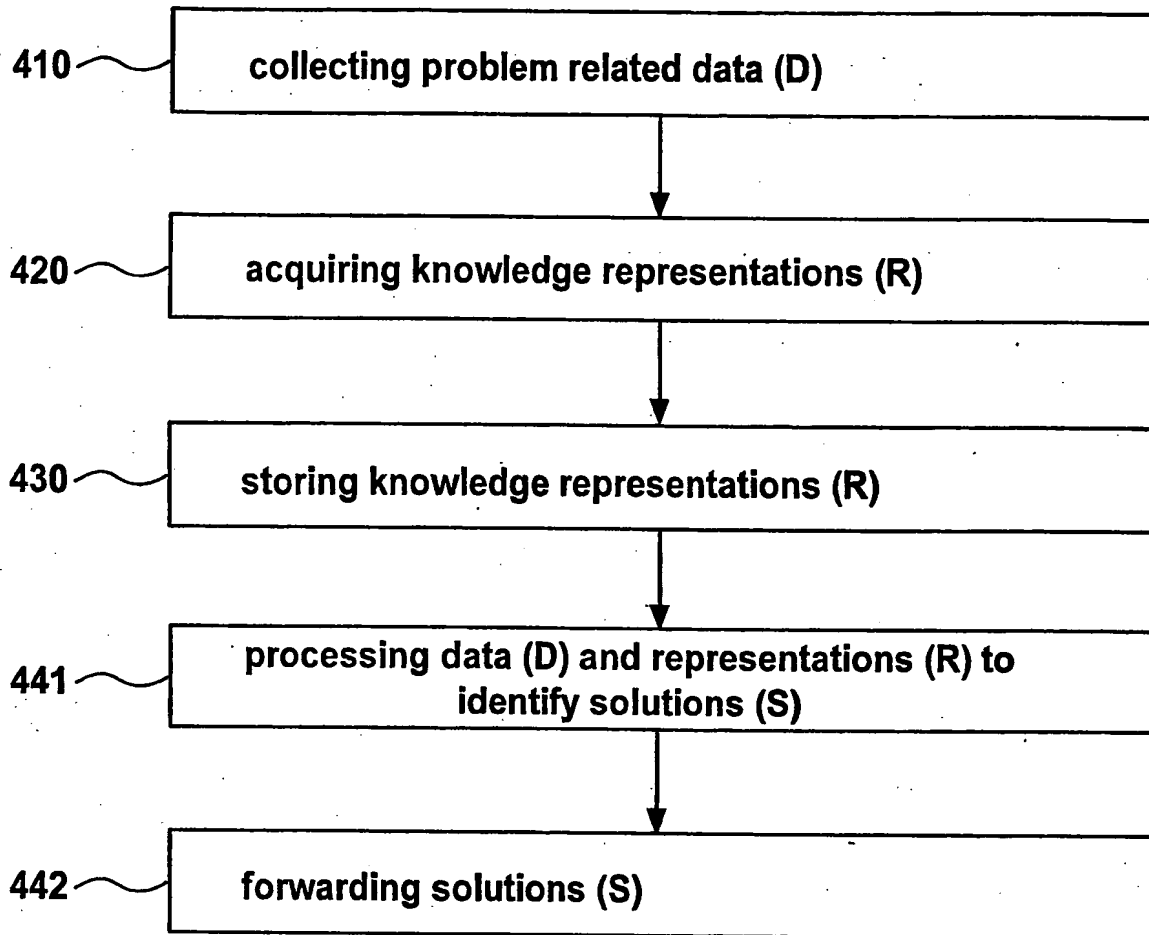 410 collecting problem related data (D)
420 acquiring knowledge representations (R)
430 storing knowledge representations (R)
441 processing data (D) and representations (R) to
identify solutions (S)
442 forwarding solutions (S)